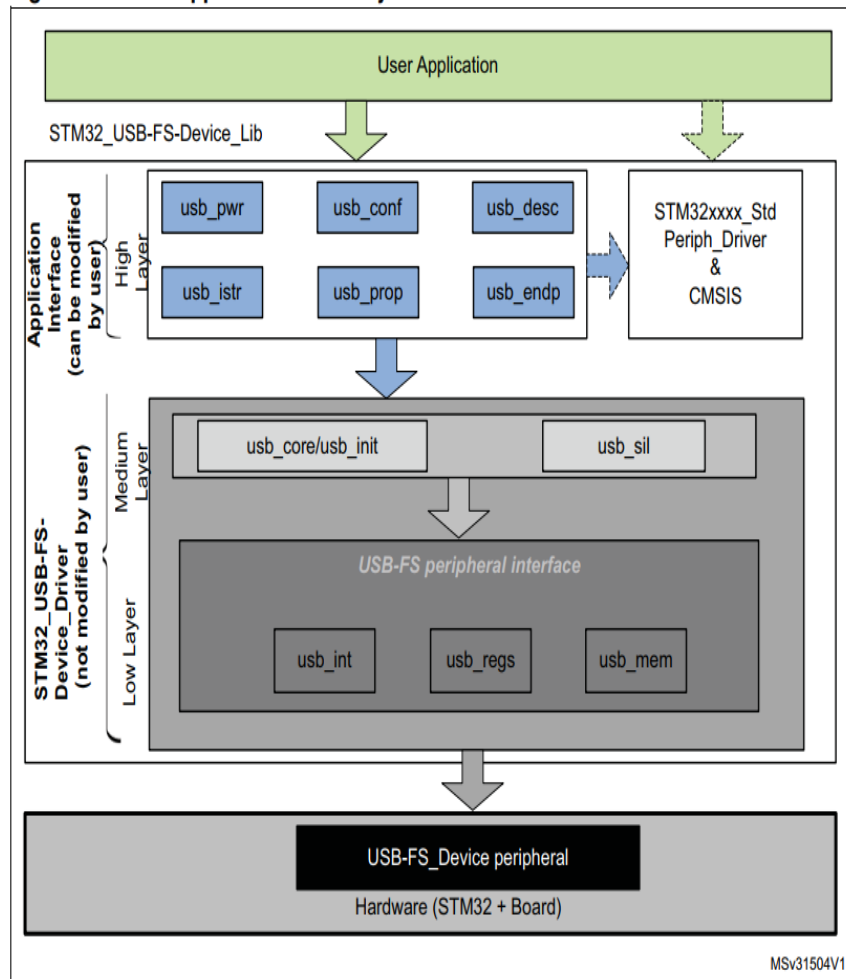 User Application
STM32_USB-FS-Device_Lib
Application
Interface
(can be modified
by user)
High
Layer
usb_pwr
usb_conf
usb_desc
usb_istr
usb_prop
usb_endp
STM32xxxx_Std
Periph_Driver
&
CMSIS
STM32_USB-FS-
Device_Driver
(not modified by user)
Medium
Layer
usb_core/usb_init
usb_sil
USB-FS peripheral interface
Low Layer
usb_int
usb_regs
usb_mem
USB-FS_Device peripheral
Hardware (STM32 + Board)
MSv31504V1